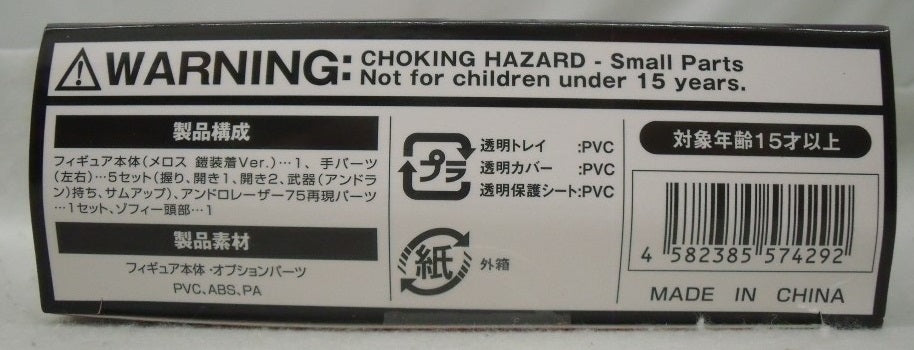 WARNING: CHOKING HAZARD - Small Parts
Not for children under 15 years.
製品構成
フィギュア本体(メロス 鎧装着Ver.)…1、手パーツ
(左右)…5セット(握り、開き1、開き2、武器(アンドラ
ン)持ち、サムアップ)、アンドロレーザー75再現パーツ
…1セット、ゾフィー頭部…1
製品素材
フィギュア本体・オプションパーツ
PVC、ABS、PA
プラ
透明トレイ :PVC
透明カバー :PVC
透明保護シート:PVC
紙
外箱
対象年齢15才以上
4 582385 574292
MADE IN CHINA